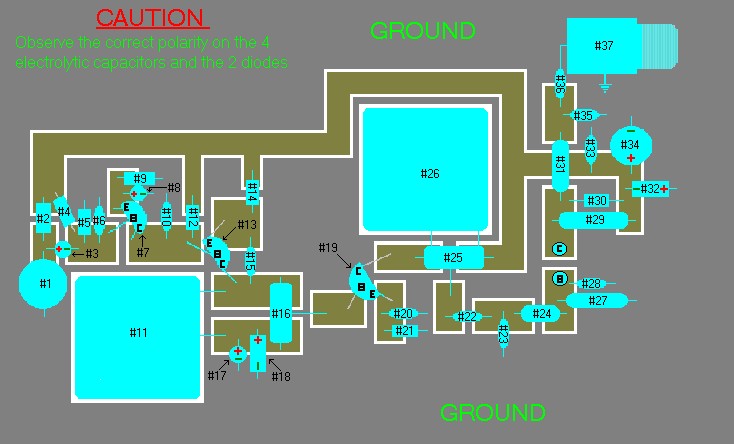 CAUTION
Observe the correct polarity on the 4
electrolytic capacitors and the 2 diodes
GROUND
#37
#36
#35
#33
#34
-
+
#31
#32
-
+
#30
#29
C
B
#28
#27
#26
#9
#8
+
#2
#4
#5
#6
E
B
C
#10
#12
#14
#13
E
B
C
#3
+
#7
#15
#19
C
B
E
#25
#1
#11
#16
#20
#21
#22
#23
#24
+
-
#17
+
-
#18
GROUND